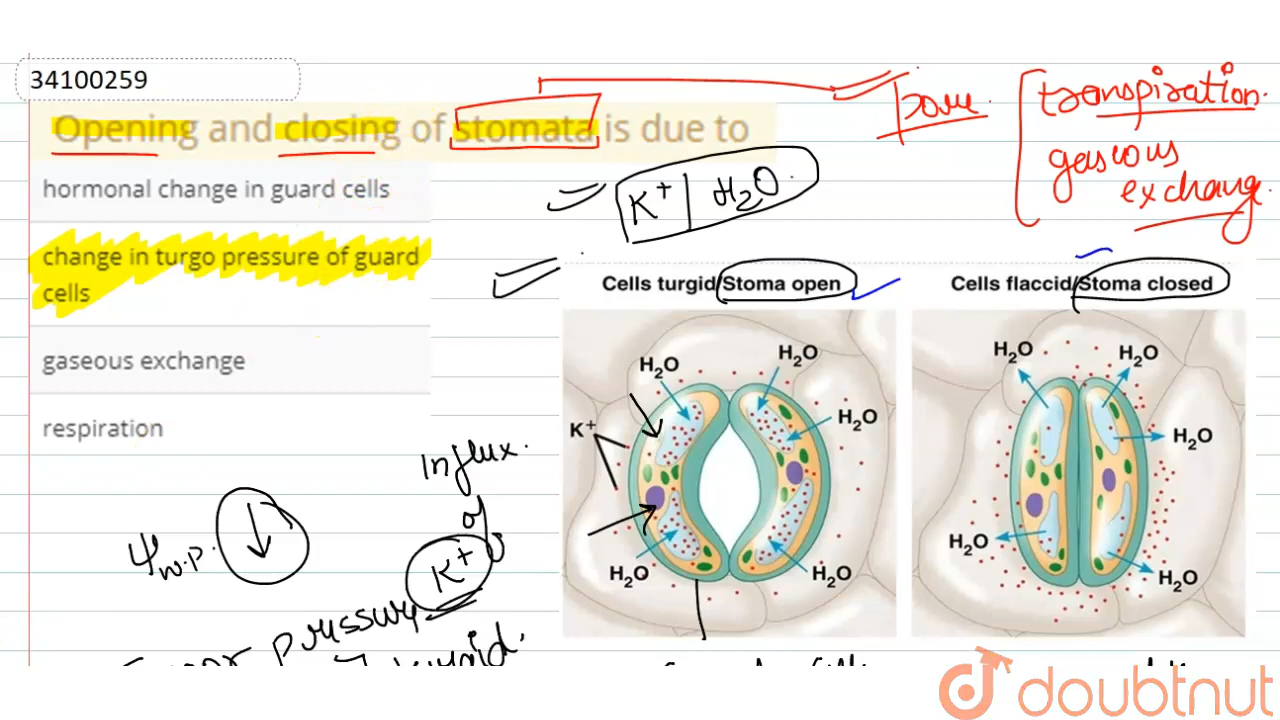 34100259
Opening and closing of stomata is due to
hormonal change in guard cells
change in turgo pressure of guard
cells
gaseous exchange
respiration
pore.
transpiration.
gaseous
exchange.
K+ | H2O.
Cells turgid/Stoma open
Cells flaccid/Stoma closed
H2O
H2O
H2O
K+
H2O
H2O
H2O
H2O
H2O
H2O
H2O
Influx.
of
K+
Ψw.p.
pressure
doubtnut